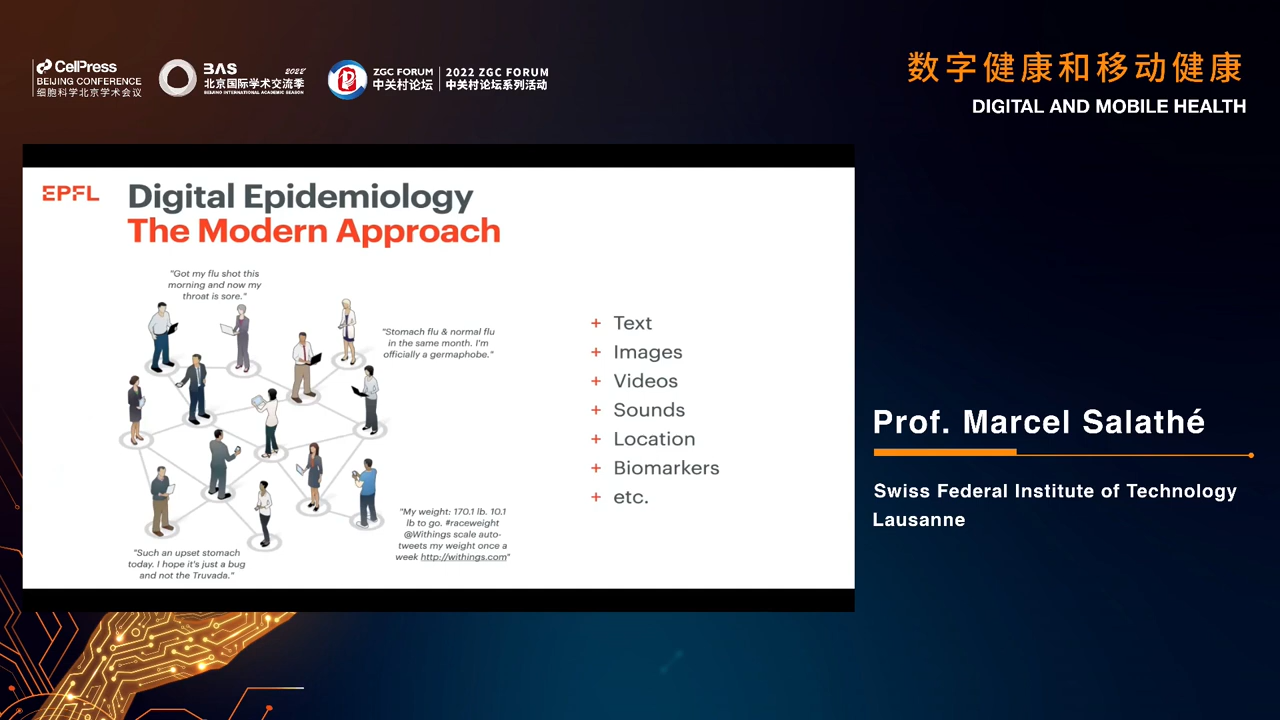 CellPress
BEIJING CONFERENCE
细胞科学北京学术会议
BAS 2022
北京国际学术交流季
BEIJING INTERNATIONAL ACADEMIC SEASON
ZGC FORUM
中关村论坛
2022 ZGC FORUM
中关村论坛系列活动
数字健康和移动健康
DIGITAL AND MOBILE HEALTH
EPFL
Digital Epidemiology
The Modern Approach
"Got my flu shot this
morning and now my
throat is sore."
"Stomach flu & normal flu
in the same month. I'm
officially a germaphobe."
"My weight: 170.1 lb. 10.1
lb to go. #raceweight
@Withings scale auto-
tweets my weight once a
week http://withings.com"
"Such an upset stomach
today. I hope it's just a bug
and not the Truvada."
+ Text
+ Images
+ Videos
+ Sounds
+ Location
+ Biomarkers
+ etc.
Prof. Marcel Salathé
Swiss Federal Institute of Technology
Lausanne